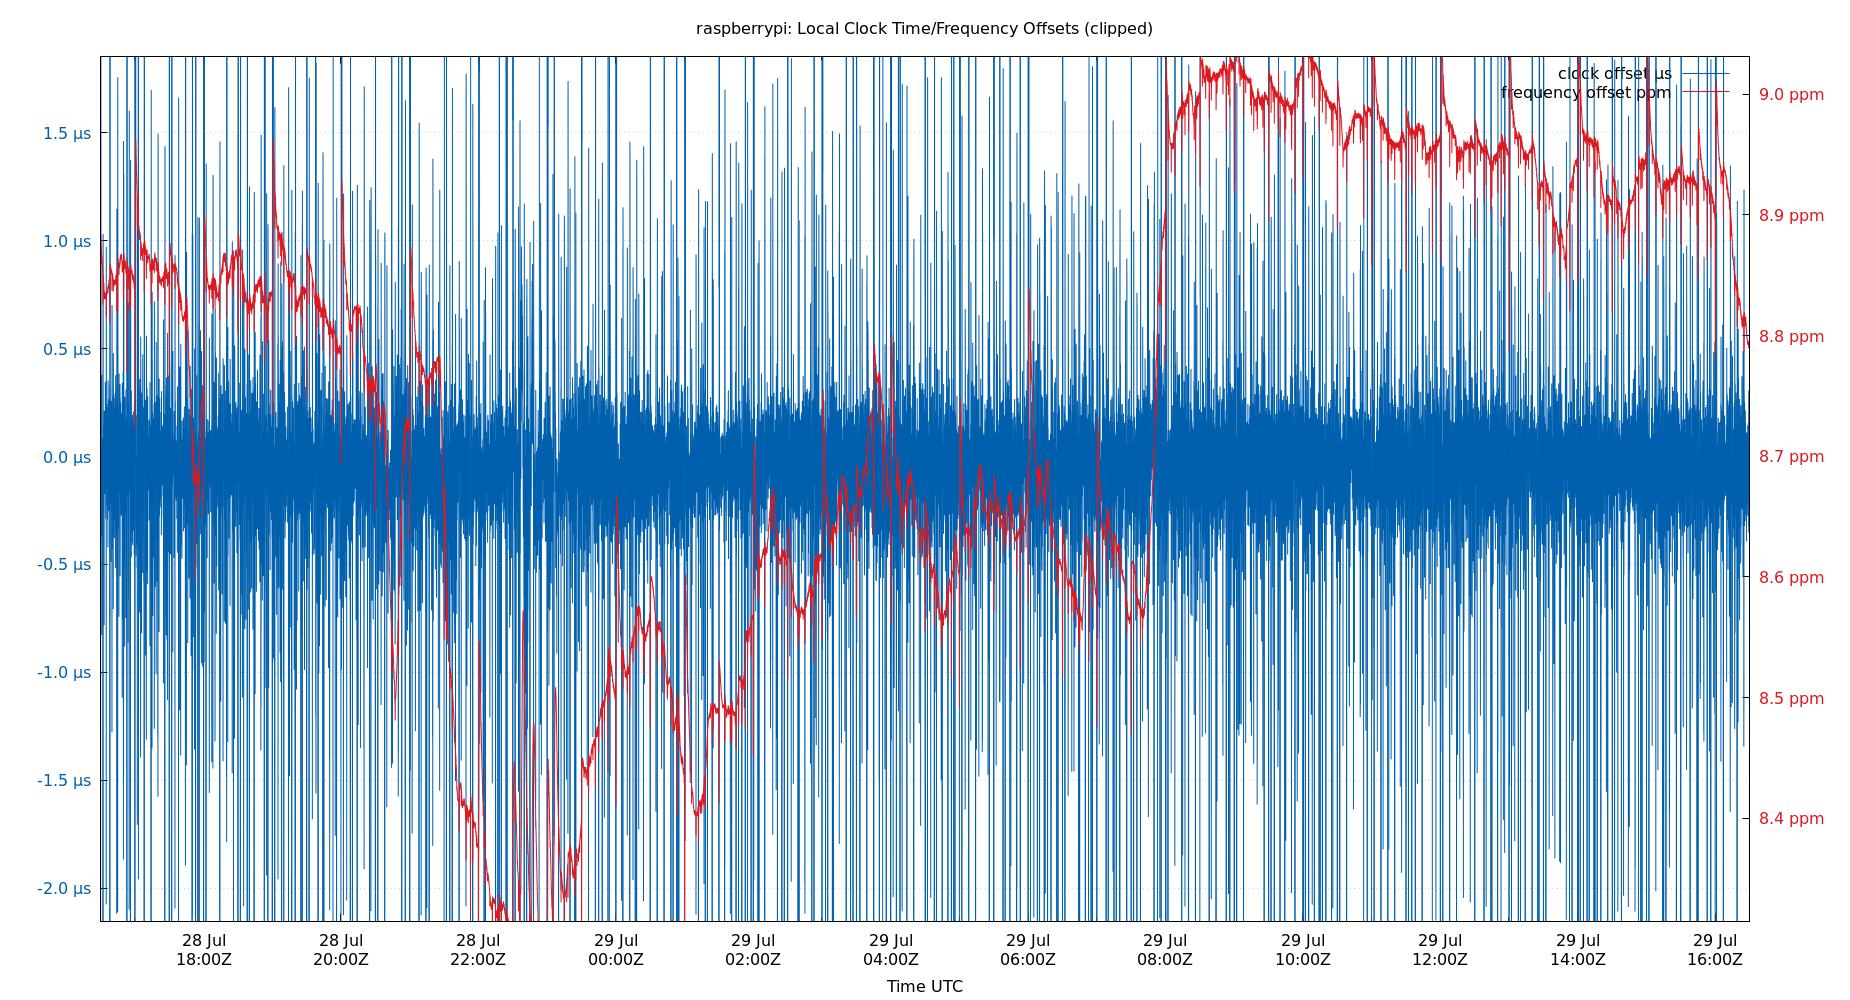 raspberrypi: Local Clock Time/Frequency Offsets (clipped)
clock offset µs
frequency offset ppm
1.5 µs
1.0 µs
0.5 µs
0.0 µs
-0.5 µs
-1.0 µs
-1.5 µs
-2.0 µs
9.0 ppm
8.9 ppm
8.8 ppm
8.7 ppm
8.6 ppm
8.5 ppm
8.4 ppm
28 Jul 28 Jul 28 Jul 29 Jul 29 Jul 29 Jul 29 Jul 29 Jul 29 Jul 29 Jul 29 Jul 29 Jul
18:00Z 20:00Z 22:00Z 00:00Z 02:00Z 04:00Z 06:00Z 08:00Z 10:00Z 12:00Z 14:00Z 16:00Z
Time UTC